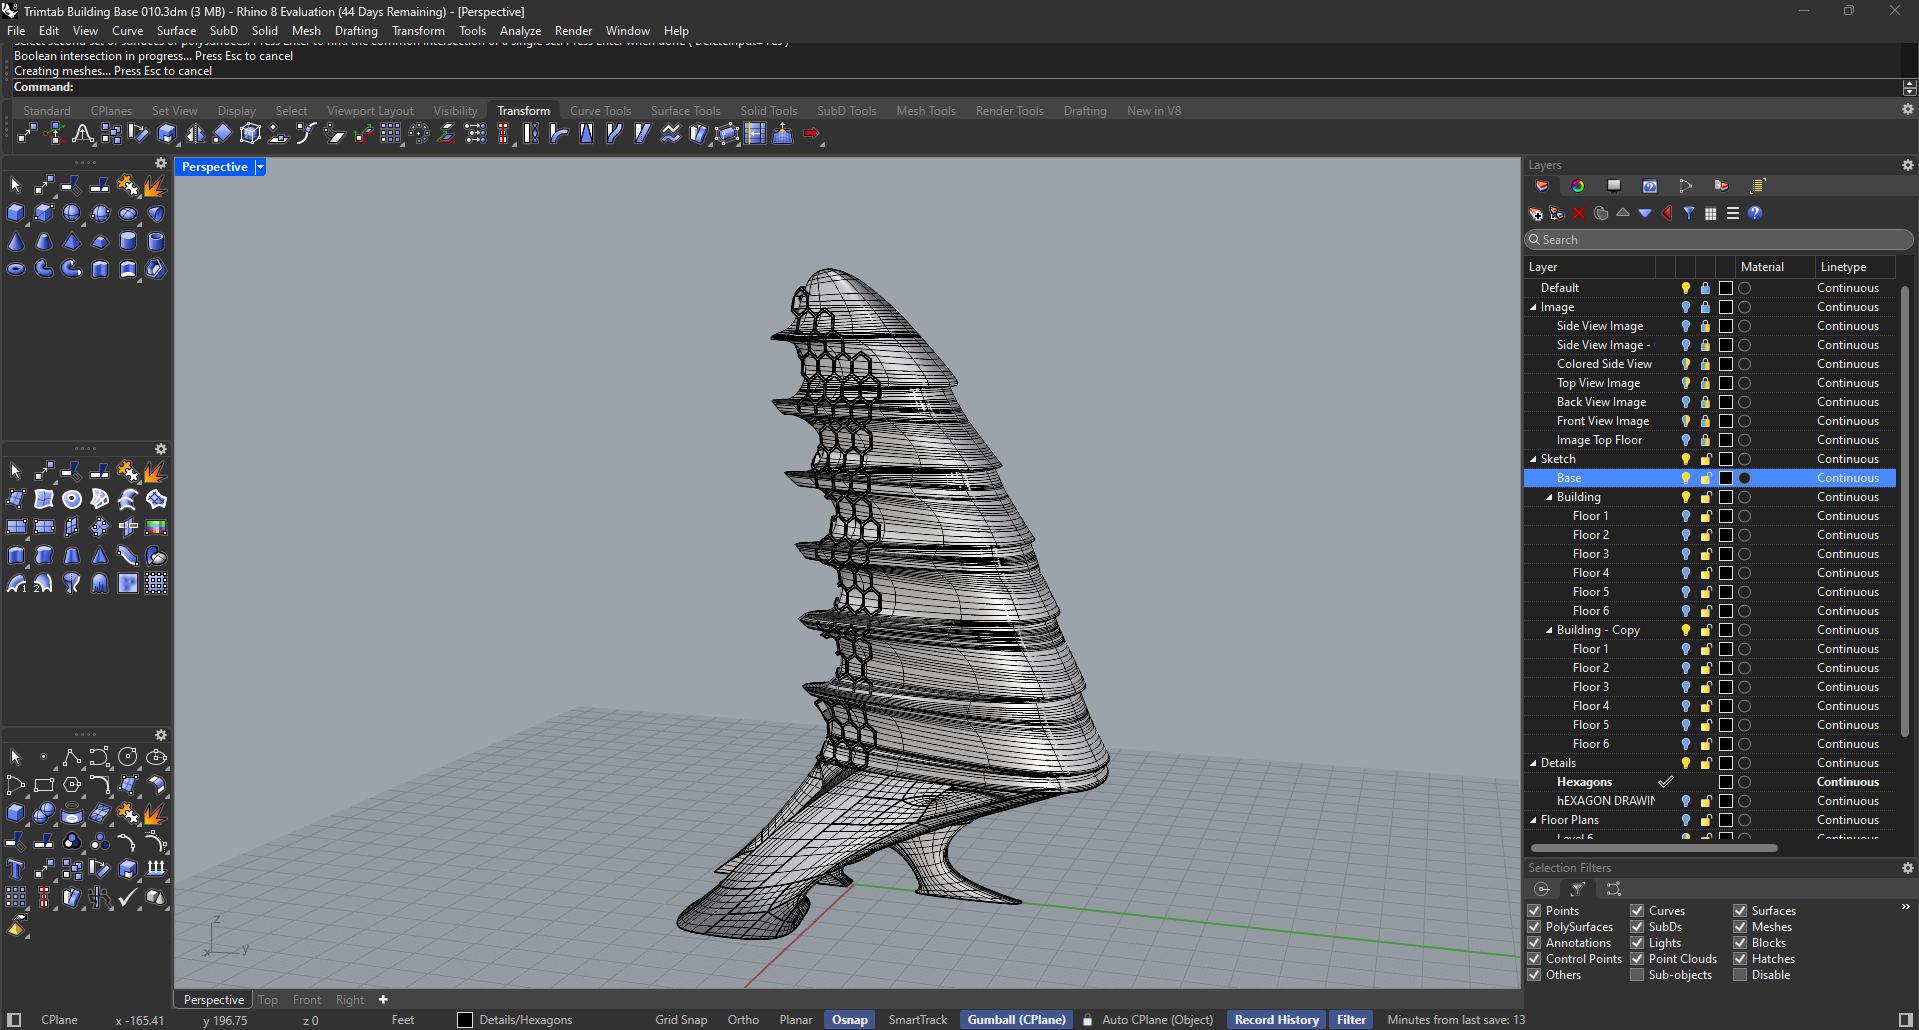 Trimtab Building Base 010.3dm (3 MB) - Rhino 8 Evaluation (44 Days Remaining) - [Perspective]
File Edit View Curve Surface SubD Solid Mesh Drafting Transform Tools Analyze Render Window Help
Boolean intersection in progress... Press Esc to cancel
Creating meshes... Press Esc to cancel
Command:
Standard CPlanes Set View Display Select Viewport Layout Visibility Transform Curve Tools Surface Tools Solid Tools SubD Tools Mesh Tools Render Tools Drafting New in V8
Perspective
Layers
Search
Layer Material Linetype
Default Continuous
Image Continuous
Side View Image Continuous
Side View Image - Continuous
Colored Side View Continuous
Top View Image Continuous
Back View Image Continuous
Front View Image Continuous
Image Top Floor Continuous
Sketch Continuous
Base Continuous
Building Continuous
Floor 1 Continuous
Floor 2 Continuous
Floor 3 Continuous
Floor 4 Continuous
Floor 5 Continuous
Floor 6 Continuous
Building - Copy Continuous
Floor 1 Continuous
Floor 2 Continuous
Floor 3 Continuous
Floor 4 Continuous
Floor 5 Continuous
Floor 6 Continuous
Details Continuous
Hexagons Continuous
hEXAGON DRAWIN Continuous
Floor Plans Continuous
Level 6 Continuous
Selection Filters
Points Curves Surfaces
PolySurfaces SubDs Meshes
Annotations Lights Blocks
Control Points Point Clouds Hatches
Others Sub-objects Disable
z
x y
Perspective Top Front Right
CPlane x -165.41 y 196.75 z 0 Feet Details/Hexagons Grid Snap Ortho Planar Osnap SmartTrack Gumball (CPlane) Auto CPlane (Object) Record History Filter Minutes from last save: 13